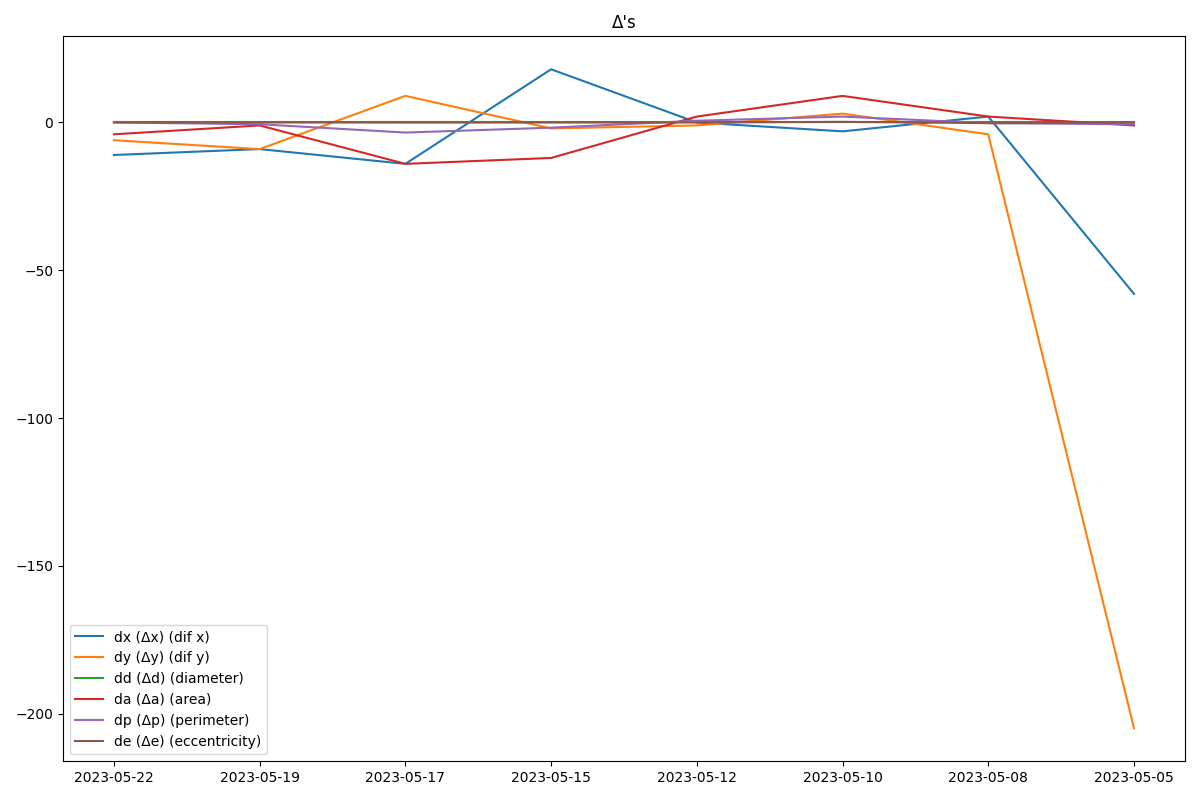 Δ's
0
−50
−100
−150
−200
dx (Δx) (dif x)
dy (Δy) (dif y)
dd (Δd) (diameter)
da (Δa) (area)
dp (Δp) (perimeter)
de (Δe) (eccentricity)
2023-05-22 2023-05-19 2023-05-17 2023-05-15 2023-05-12 2023-05-10 2023-05-08 2023-05-05